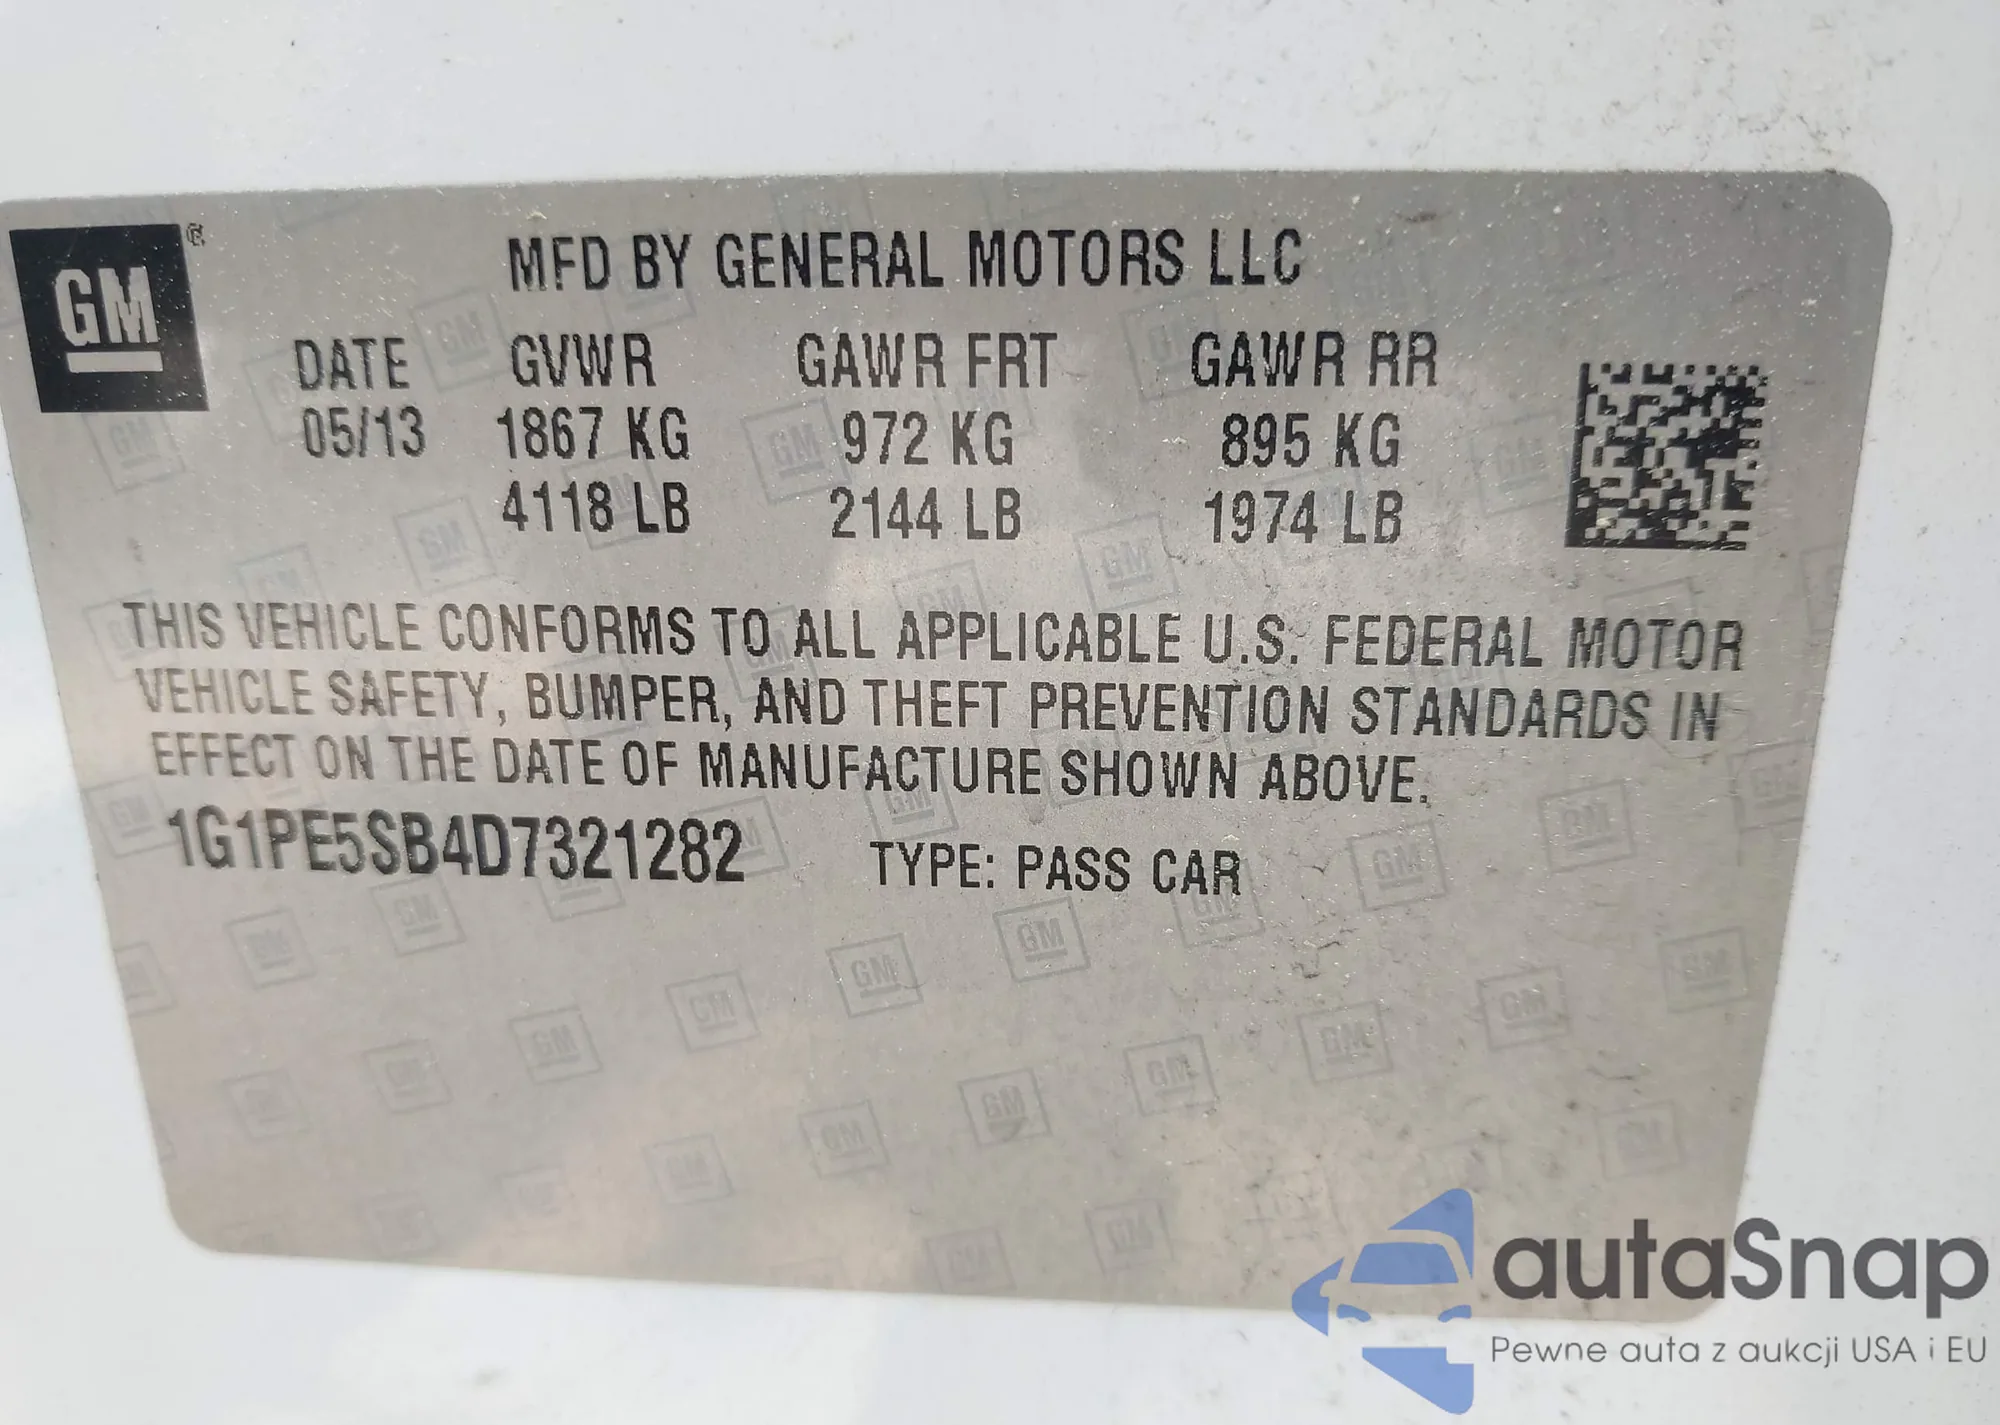 GM®
MFD BY GENERAL MOTORS LLC
DATE GVWR GAWR FRT GAWR RR
05/13 1867 KG 972 KG 895 KG
4118 LB 2144 LB 1974 LB
THIS VEHICLE CONFORMS TO ALL APPLICABLE U.S. FEDERAL MOTOR
VEHICLE SAFETY, BUMPER, AND THEFT PREVENTION STANDARDS IN
EFFECT ON THE DATE OF MANUFACTURE SHOWN ABOVE.
1G1PE5SB4D7321282 TYPE: PASS CAR
autaSnap
Pewne auta z aukcji USA i EU